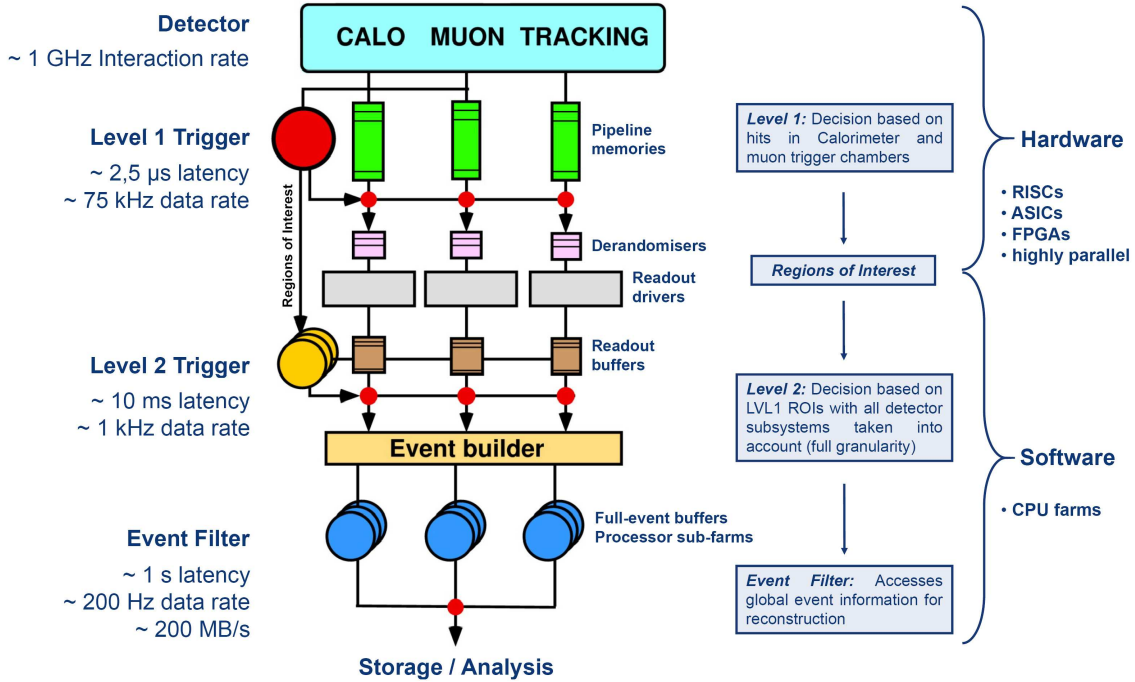 Detector
~ 1 GHz Interaction rate
CALO MUON TRACKING
Level 1 Trigger
~ 2,5 µs latency
~ 75 kHz data rate
Pipeline
memories
Regions of Interest
Derandomisers
Readout
drivers
Level 2 Trigger
~ 10 ms latency
~ 1 kHz data rate
Readout
buffers
Event builder
Event Filter
~ 1 s latency
~ 200 Hz data rate
~ 200 MB/s
Full-event buffers
Processor sub-farms
Storage / Analysis
Level 1: Decision based on
hits in Calorimeter and
muon trigger chambers
Regions of Interest
Level 2: Decision based on
LVL1 ROIs with all detector
subsystems taken into
account (full granularity)
Event Filter: Accesses
global event information for
reconstruction
Hardware
• RISCs
• ASICs
• FPGAs
• highly parallel
Software
• CPU farms